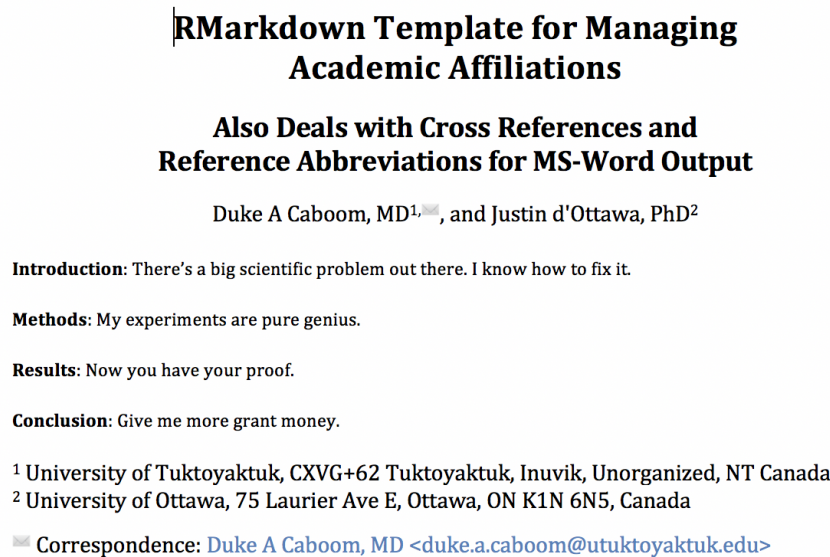 RMarkdown Template for Managing
Academic Affiliations
Also Deals with Cross References and
Reference Abbreviations for MS-Word Output
Duke A Caboom, MD¹,✉, and Justin d'Ottawa, PhD²
Introduction: There’s a big scientific problem out there. I know how to fix it.
Methods: My experiments are pure genius.
Results: Now you have your proof.
Conclusion: Give me more grant money.
¹ University of Tuktoyaktuk, CXVG+62 Tuktoyaktuk, Inuvik, Unorganized, NT Canada
² University of Ottawa, 75 Laurier Ave E, Ottawa, ON K1N 6N5, Canada
✉ Correspondence: Duke A Caboom, MD <duke.a.caboom@utuktoyaktuk.edu>